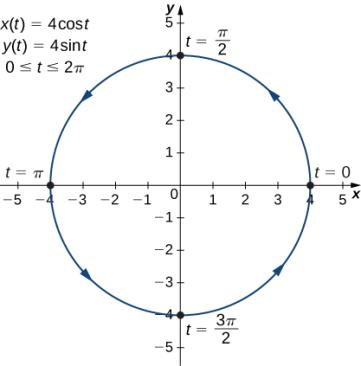 x(t) = 4cost
y(t) = 4sint
0 ≤ t ≤ 2π
y
5
t = π/2
4
3
2
1
t = π
t = 0
−5 −4 −3 −2 −1 0 1 2 3 4 5 x
−1
−2
−3
−4
t = 3π/2
−5